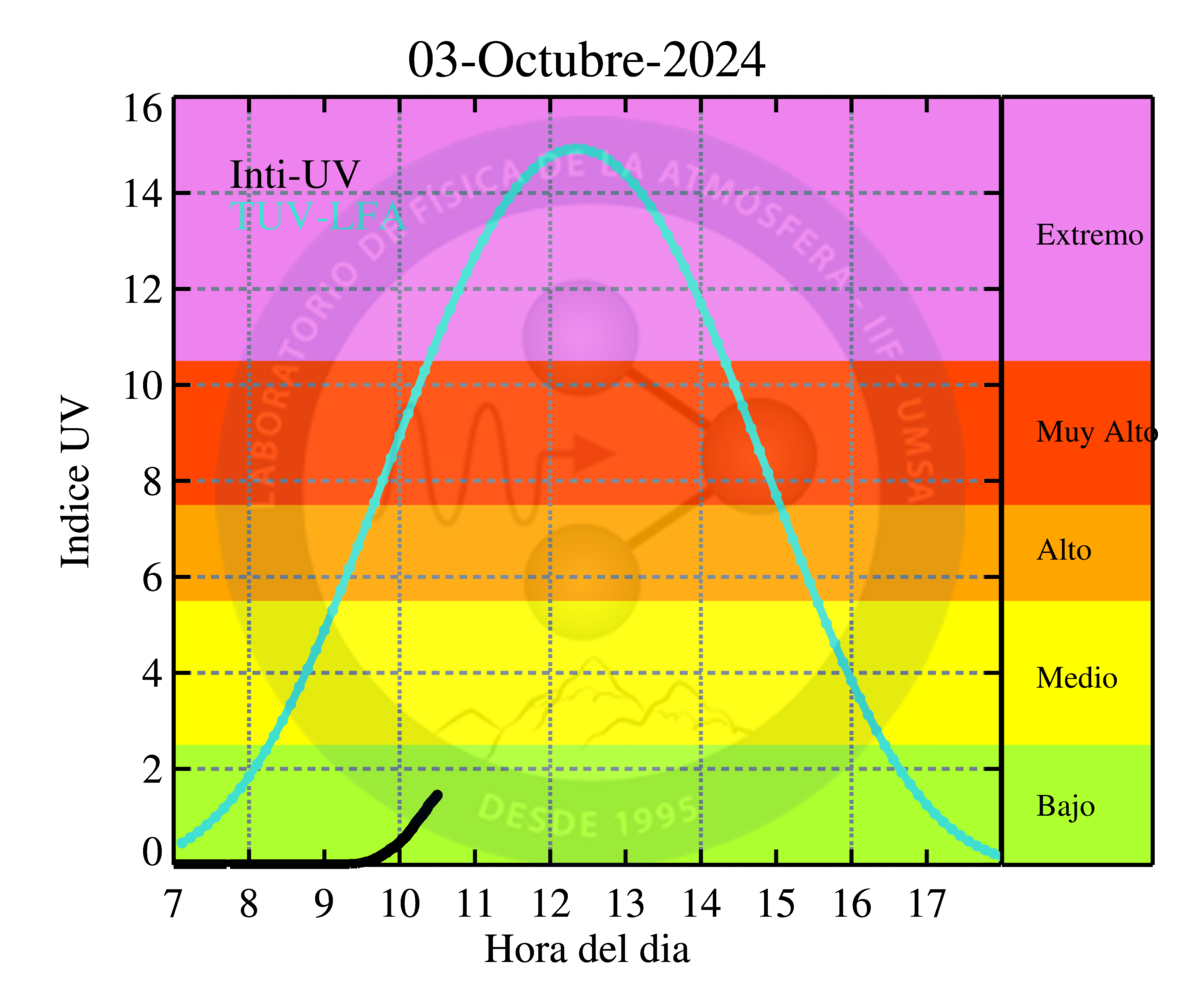 03-Octubre-2024
16
14
12
10
8
6
4
2
0
Indice UV
Inti-UV
TUV-LFA
LABORATORIO DE FÍSICA DE LA ATMÓSFERA - IIF - UMSA
DESDE 1995
Extremo
Muy Alto
Alto
Medio
Bajo
7 8 9 10 11 12 13 14 15 16 17
Hora del dia